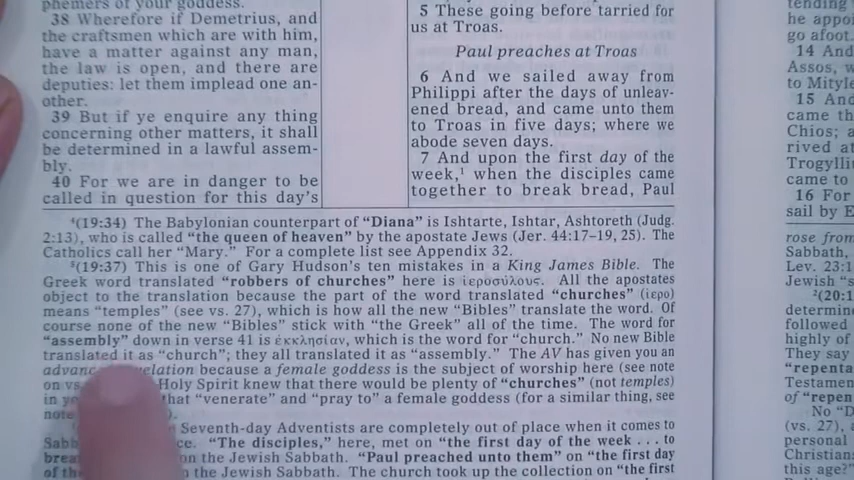 phemers of your goddess.
38 Wherefore if Demetrius, and
the craftsmen which are with him,
have a matter against any man,
the law is open, and there are
deputies: let them implead one an-
other.
39 But if ye enquire any thing
concerning other matters, it shall
be determined in a lawful assem-
bly.
40 For we are in danger to be
called in question for this day's
5 These going before tarried for
us at Troas.
Paul preaches at Troas
6 And we sailed away from
Philippi after the days of unleav-
ened bread, and came unto them
to Troas in five days; where we
abode seven days.
7 And upon the first day of the
week,¹ when the disciples came
together to break bread, Paul
⁴(19:34) The Babylonian counterpart of "Diana" is Ishtarte, Ishtar, Ashtoreth (Judg.
2:13), who is called "the queen of heaven" by the apostate Jews (Jer. 44:17–19, 25). The
Catholics call her "Mary." For a complete list see Appendix 32.
⁵(19:37) This is one of Gary Hudson's ten mistakes in a King James Bible. The
Greek word translated "robbers of churches" here is ἱεροσύλους. All the apostates
object to the translation because the part of the word translated "churches" (ἱερο)
means "temples" (see vs. 27), which is how all the new "Bibles" translate the word. Of
course none of the new "Bibles" stick with "the Greek" all of the time. The word for
"assembly" down in verse 41 is ἐκκλησίαν, which is the word for "church." No new Bible
translated it as "church"; they all translated it as "assembly." The AV has given you an
because a female goddess is the subject of worship here (see note
on vs. Holy Spirit knew that there would be plenty of "churches" (not temples)
in that "venerate" and "pray to" a female goddess (for a similar thing, see
note ).
Seventh-day Adventists are completely out of place when it comes to
"The disciples," here, met on "the first day of the week . . . to
on the Jewish Sabbath. "Paul preached unto them" on "the first day
of the the Jewish Sabbath. The church took up the collection on "the first
tending
he appoi
go afoot.
14 And
Assos, w
to Mityle
15 And
came th
Chios; a
rived at
Trogylli
came to
16 For
sail by E
rose from
Sabbath,
Lev. 23:1
Jewish "s
²(20:1
determin
followed
highly of
They say
"repenta
Testamen
of "repen
No "D
(vs. 27), a
personal
Christian
this age?"